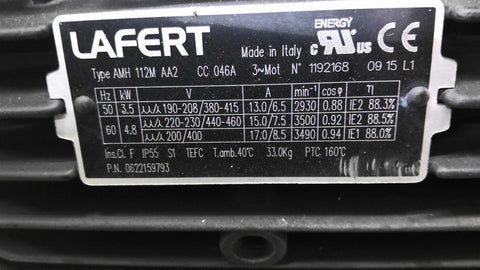 LAFERT
Made in Italy
ENERGY
c RU US CE
Type AMH 112M AA2 CC 046A 3~Mot N° 1192168 09 15 L1
Hz kW V A min⁻¹ cosφ η
50 3.5 190-208/380-415 13.0/6.5 2930 0.88 IE2 88.3%
60 4.8 220-230/440-460 15.0/7.5 3500 0.92 IE2 88.5%
200/400 17.0/8.5 3490 0.94 IE1 88.0%
Ins.Cl. F IP55 S1 TEFC T.amb.40°C 33.0Kg PTC 160°C
P.N. 0622159793